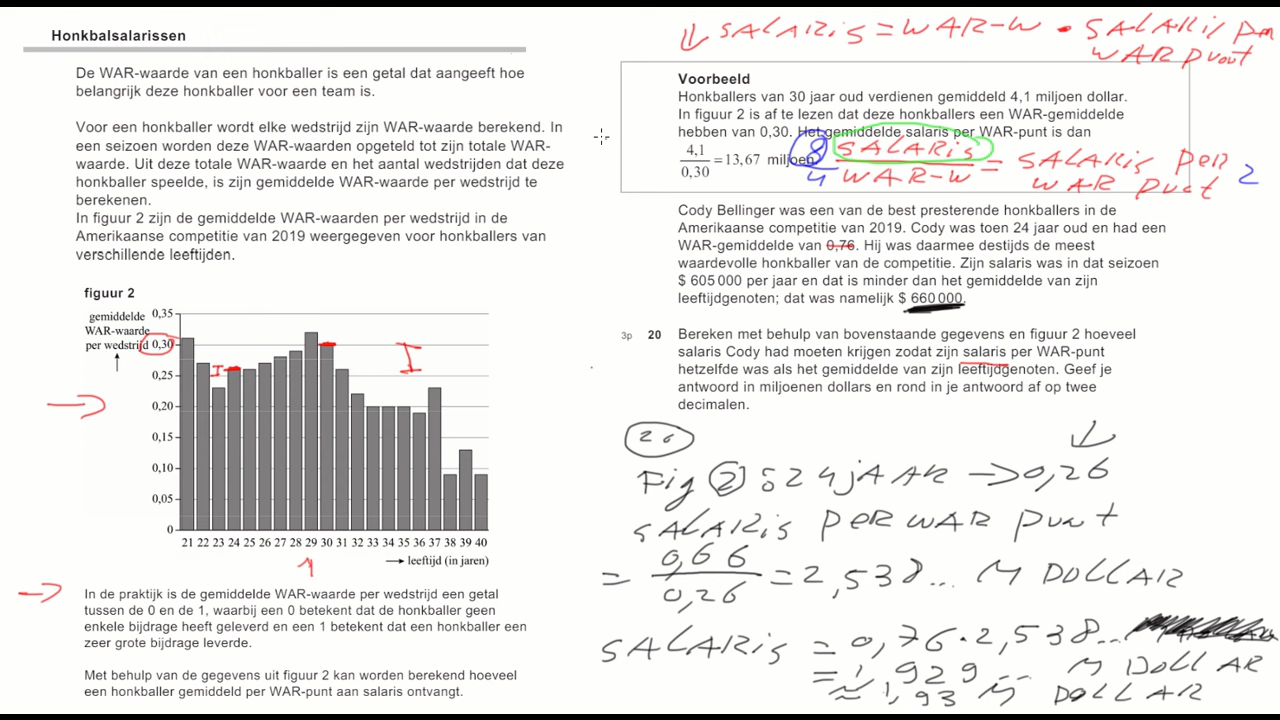 Honkbalsalarissen
De WAR-waarde van een honkballer is een getal dat aangeeft hoe
belangrijk deze honkballer voor een team is.
Voor een honkballer wordt elke wedstrijd zijn WAR-waarde berekend. In
een seizoen worden deze WAR-waarden opgeteld tot zijn totale WAR-
waarde. Uit deze totale WAR-waarde en het aantal wedstrijden dat deze
honkballer speelde, is zijn gemiddelde WAR-waarde per wedstrijd te
berekenen.
In figuur 2 zijn de gemiddelde WAR-waarden per wedstrijd in de
Amerikaanse competitie van 2019 weergegeven voor honkballers van
verschillende leeftijden.
figuur 2
gemiddelde
WAR-waarde
per wedstrijd
0,35
0,30
0,25
0,20
0,15
0,10
0,05
0
21 22 23 24 25 26 27 28 29 30 31 32 33 34 35 36 37 38 39 40
leeftijd (in jaren)
1
In de praktijk is de gemiddelde WAR-waarde per wedstrijd een getal
tussen de 0 en de 1, waarbij een 0 betekent dat de honkballer geen
enkele bijdrage heeft geleverd en een 1 betekent dat een honkballer een
zeer grote bijdrage leverde.
Met behulp van de gegevens uit figuur 2 kan worden berekend hoeveel
een honkballer gemiddeld per WAR-punt aan salaris ontvangt.
SALARIS = WAR-W • SALARIS PER
WAR PUNT
Voorbeeld
Honkballers van 30 jaar oud verdienen gemiddeld 4,1 miljoen dollar.
In figuur 2 is af te lezen dat deze honkballers een WAR-gemiddelde
hebben van 0,30. Het gemiddelde salaris per WAR-punt is dan
4,1
0,30
= 13,67 miljoen
8
4
SALARIS
WAR-W
= SALARIS PER
WAR PUNT
2
Cody Bellinger was een van de best presterende honkballers in de
Amerikaanse competitie van 2019. Cody was toen 24 jaar oud en had een
WAR-gemiddelde van 0,76. Hij was daarmee destijds de meest
waardevolle honkballer van de competitie. Zijn salaris was in dat seizoen
$ 605 000 per jaar en dat is minder dan het gemiddelde van zijn
leeftijdgenoten; dat was namelijk $ 660 000.
3p 20 Bereken met behulp van bovenstaande gegevens en figuur 2 hoeveel
salaris Cody had moeten krijgen zodat zijn salaris per WAR-punt
hetzelfde was als het gemiddelde van zijn leeftijdgenoten. Geef je
antwoord in miljoenen dollars en rond in je antwoord af op twee
decimalen.
20
Fig 2 : 24 jAAR → 0,26
SALARIS PER WAR PUNT
= 0,66 / 0,26 = 2,538... M DOLLAR
SALARIS = 0,76 · 2,538...
= 1,929... M DOLLAR
≈ 1,93 M DOLLAR